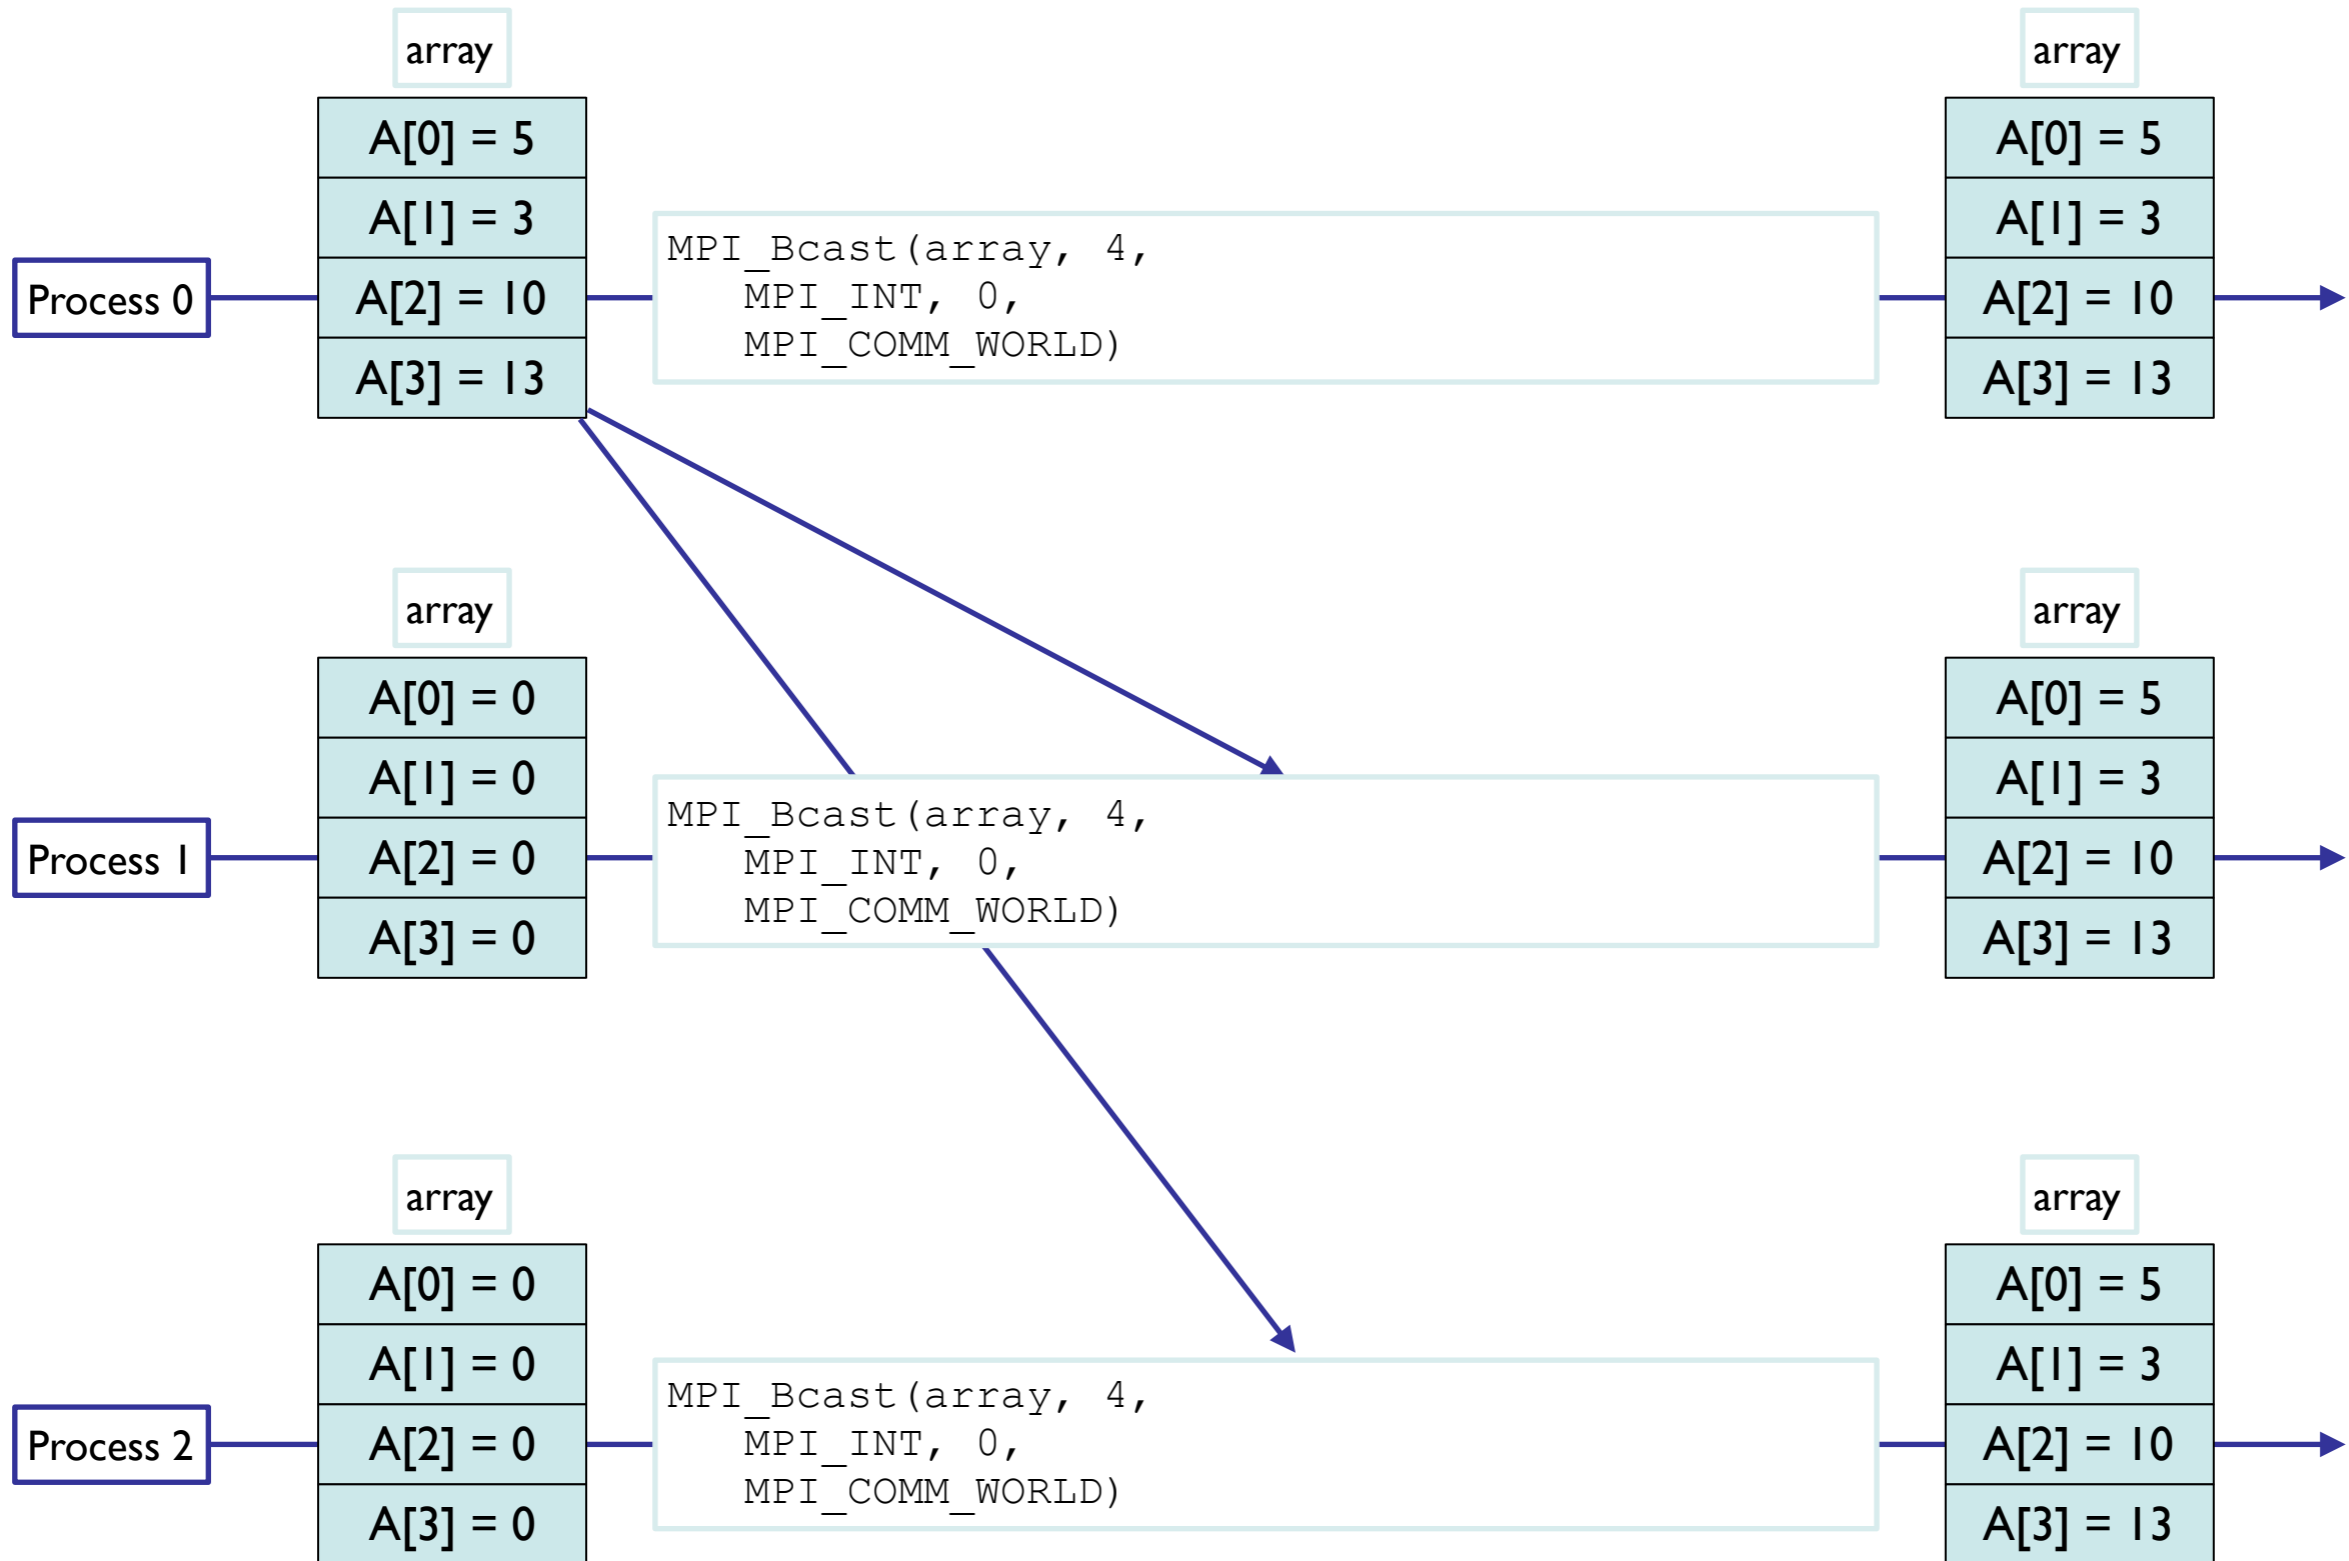 array
array
A[0] = 5
A[1] = 3
A[2] = 10
A[3] = 13
Process 0
MPI_Bcast(array, 4,
MPI_INT, 0,
MPI_COMM_WORLD)
A[0] = 5
A[1] = 3
A[2] = 10
A[3] = 13
array
array
A[0] = 0
A[1] = 0
A[2] = 0
A[3] = 0
Process 1
MPI_Bcast(array, 4,
MPI_INT, 0,
MPI_COMM_WORLD)
A[0] = 5
A[1] = 3
A[2] = 10
A[3] = 13
array
array
A[0] = 0
A[1] = 0
A[2] = 0
A[3] = 0
Process 2
MPI_Bcast(array, 4,
MPI_INT, 0,
MPI_COMM_WORLD)
A[0] = 5
A[1] = 3
A[2] = 10
A[3] = 13